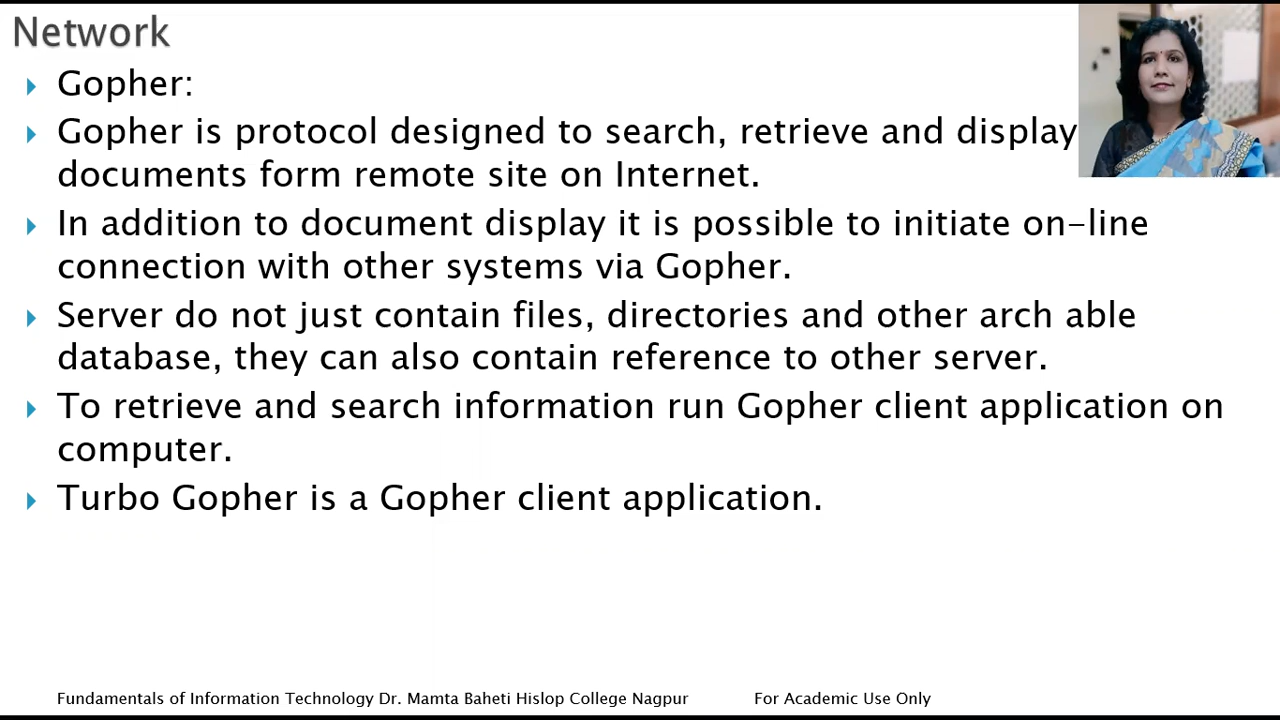 Network
Gopher:
Gopher is protocol designed to search, retrieve and display
documents form remote site on Internet.
In addition to document display it is possible to initiate on-line
connection with other systems via Gopher.
Server do not just contain files, directories and other arch able
database, they can also contain reference to other server.
To retrieve and search information run Gopher client application on
computer.
Turbo Gopher is a Gopher client application.
Fundamentals of Information Technology Dr. Mamta Baheti Hislop College Nagpur For Academic Use Only